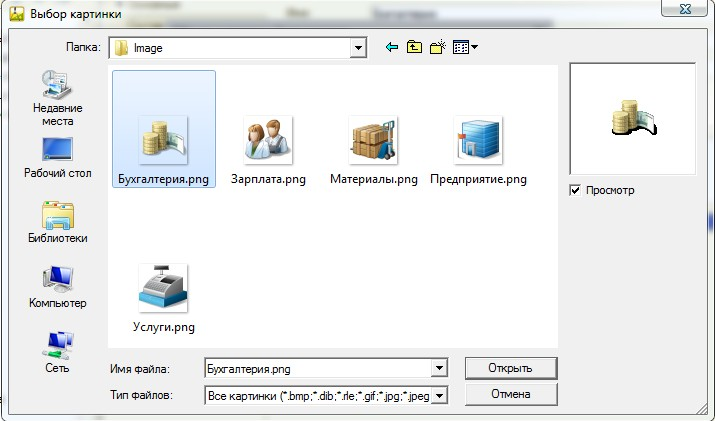 Выбор картинки
Папка:
Image
Недавние
места
Рабочий стол
Библиотеки
Компьютер
Сеть
Бухгалтерия.png
Зарплата.png
Материалы.png
Предприятие.png
Услуги.png
Просмотр
Имя файла:
Бухгалтерия.png
Открыть
Тип файлов:
Все картинки (*.bmp;*.dib;*.rle;*.gif;*.jpg;*.jpeg
Отмена